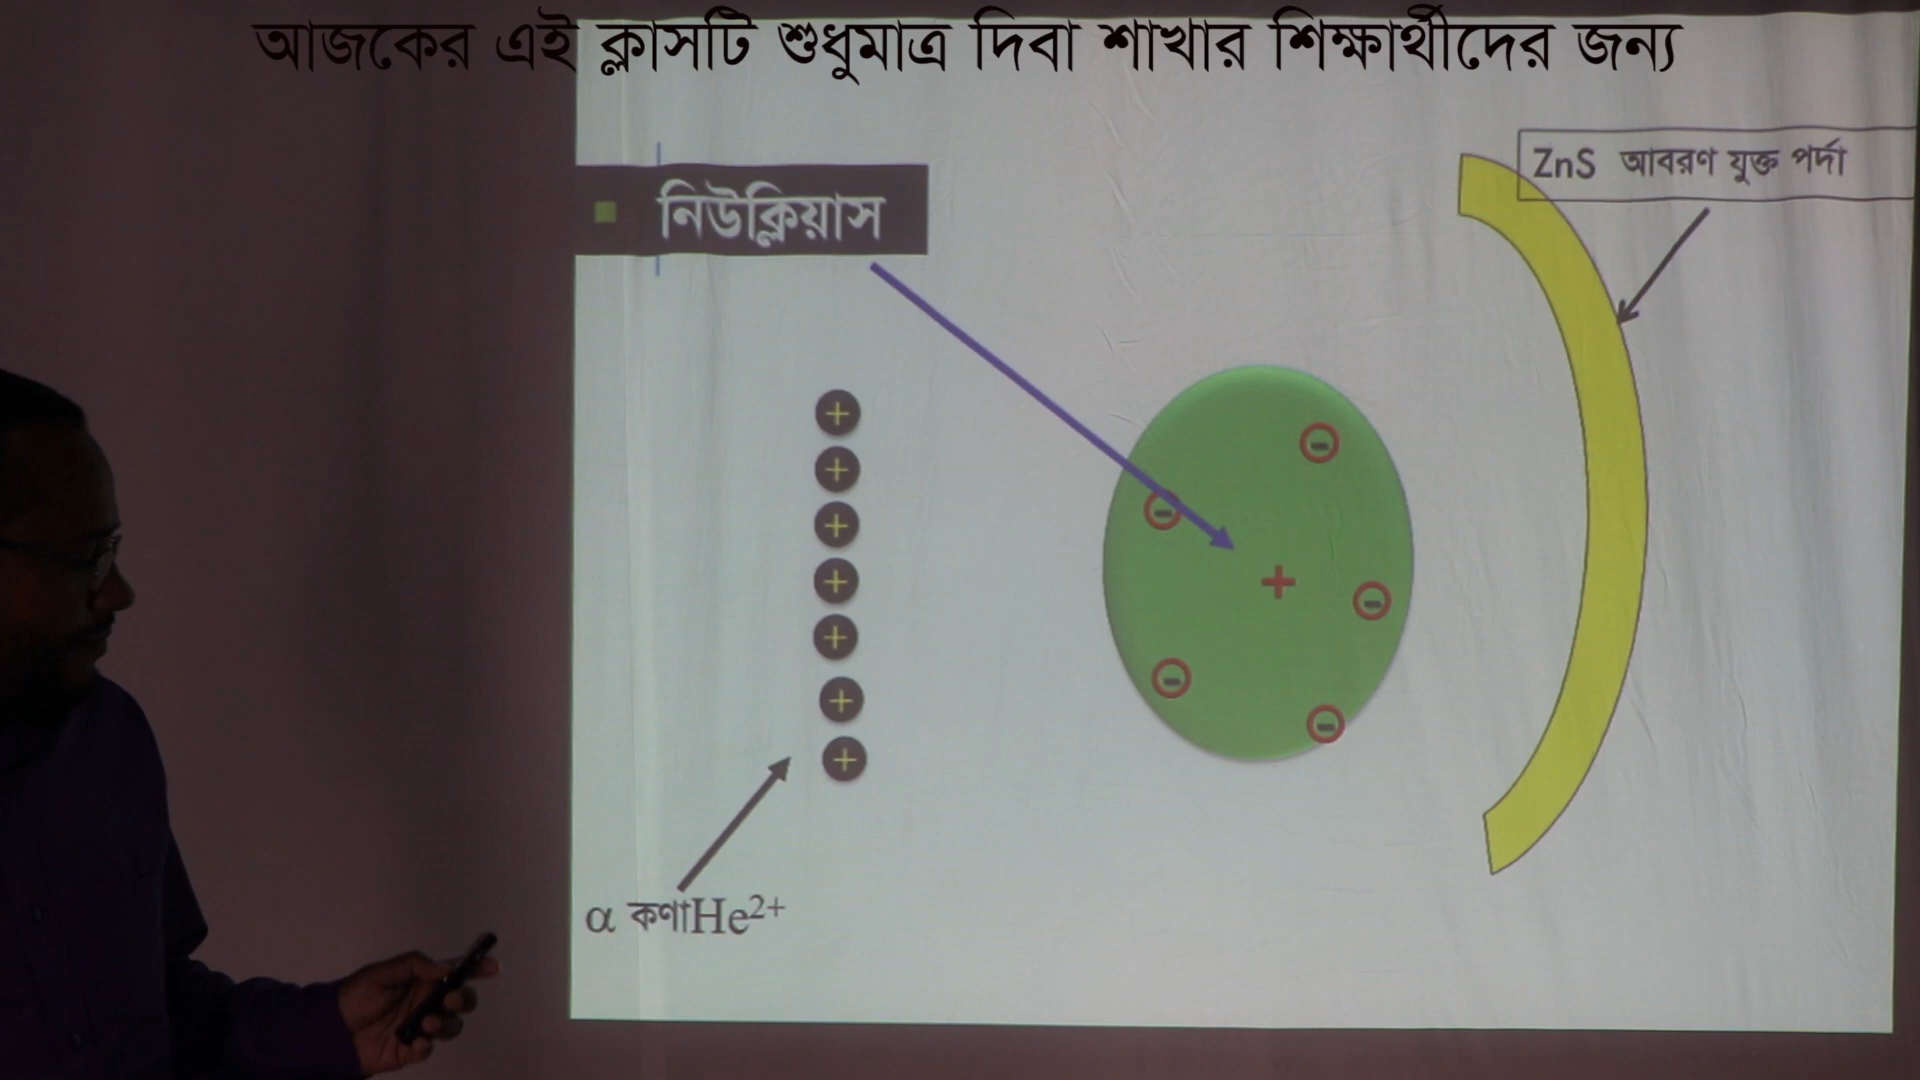 আজকের এই ক্লাসটি শুধুমাত্র দিবা শাখার শিক্ষার্থীদের জন্য
ZnS আবরণ যুক্ত পর্দা
নিউক্লিয়াস
α কণাHe²⁺